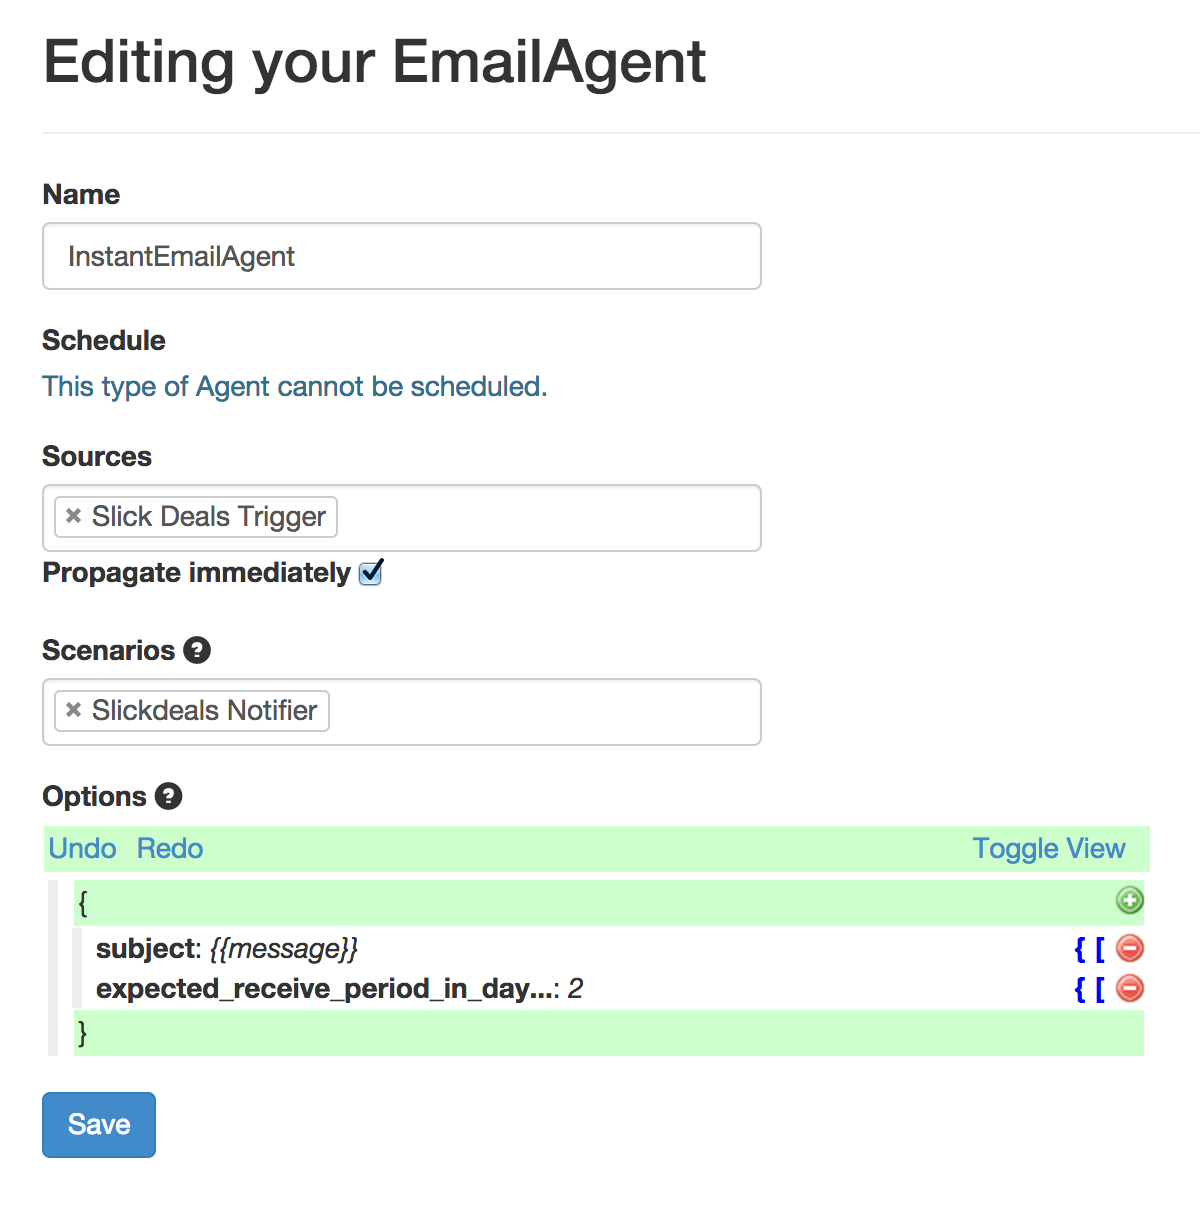 Editing your EmailAgent
Name
InstantEmailAgent
Schedule
This type of Agent cannot be scheduled.
Sources
× Slick Deals Trigger
Propagate immediately
Scenarios ?
× Slickdeals Notifier
Options ?
Undo Redo Toggle View
{
subject: {{message}} { [
expected_receive_period_in_day...: 2 { [
}
Save